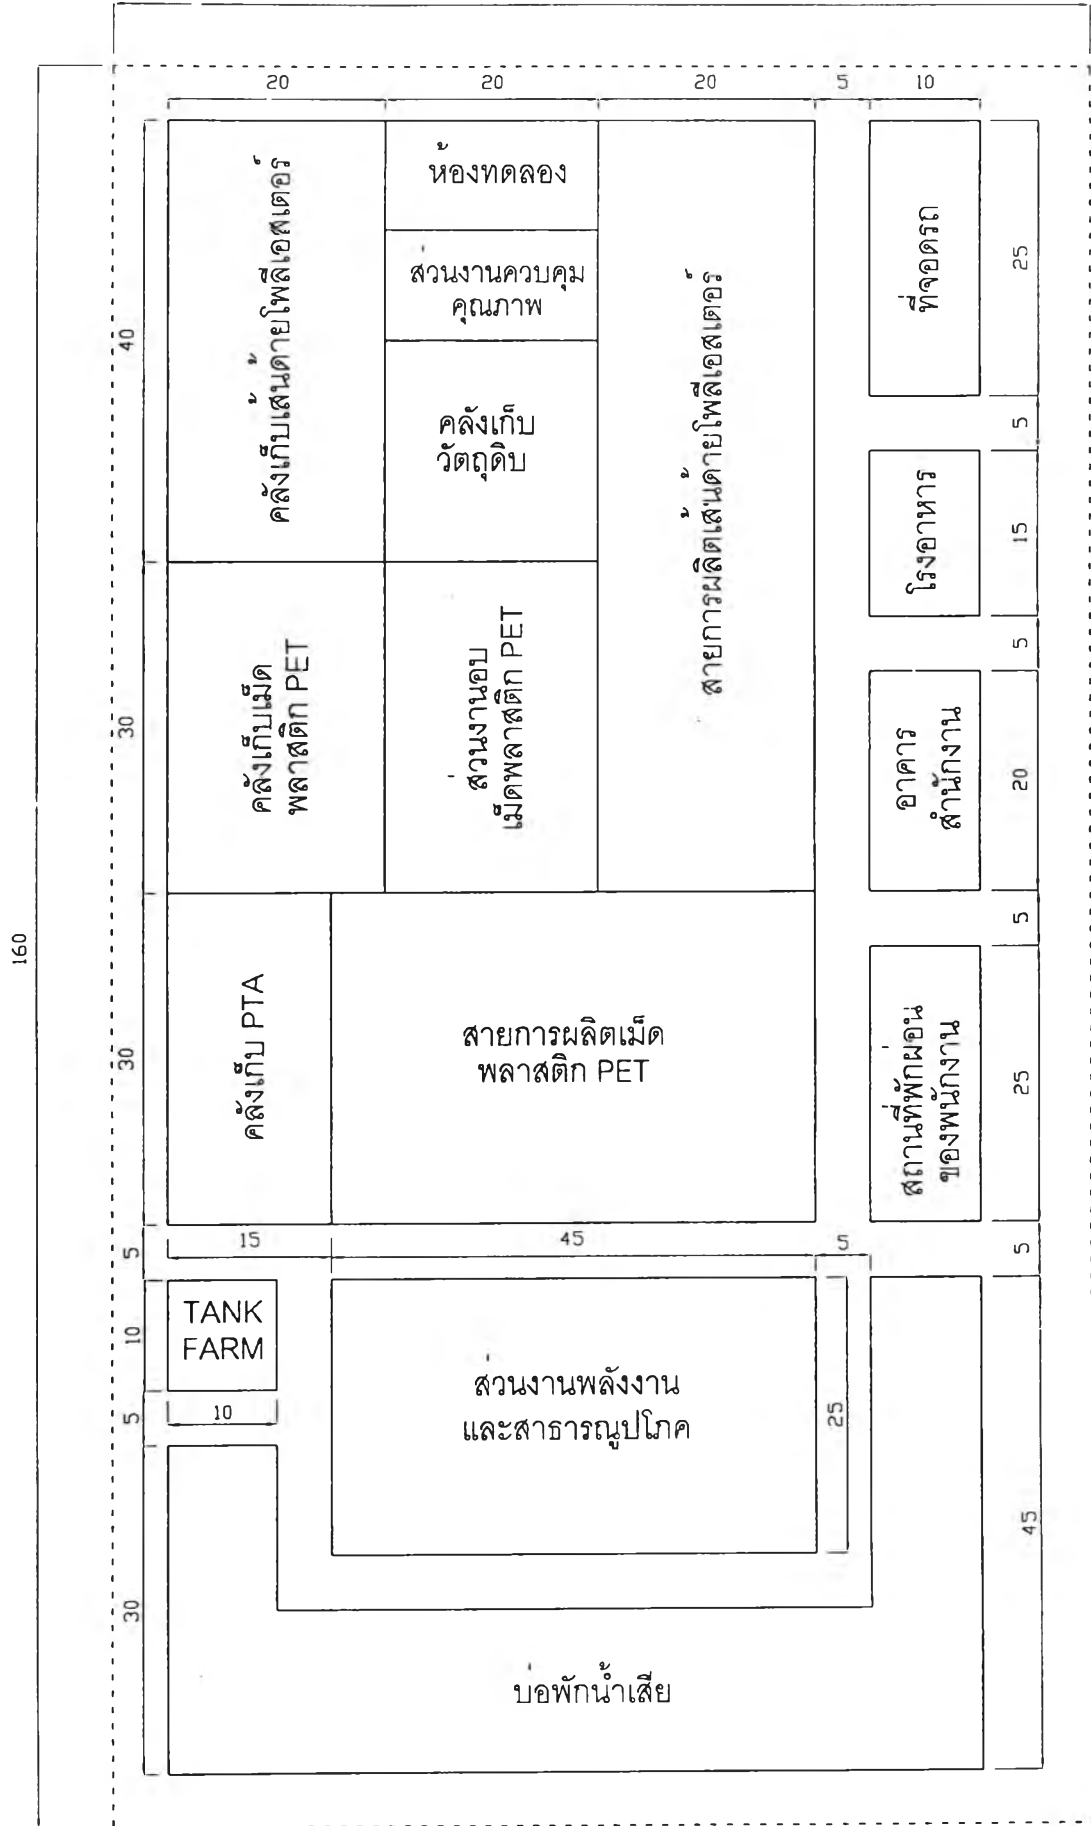 20
20
20
5
10
ห้องทดลอง
ส่วนงานควบคุม
คุณภาพ
คลังเก็บ
วัตถุดิบ
คลังเก็บเส้นด้ายโพลีเอสเตอร์
สายการผลิตเส้นด้ายโพลีเอสเตอร์
ที่จอดรถ
25
40
5
โรงอาหาร
15
5
คลังเก็บเม็ด
พลาสติก PET
ส่วนงานอบ
เม็ดพลาสติก PET
อาคาร
สำนักงาน
20
30
5
160
คลังเก็บ PTA
สายการผลิตเม็ด
พลาสติก PET
สถานที่พักผ่อน
ของพนักงาน
25
30
5
15
45
5
5
TANK
FARM
10
5
10
ส่วนงานพลังงาน
และสาธารณูปโภค
25
45
30
บ่อพักน้ำเสีย